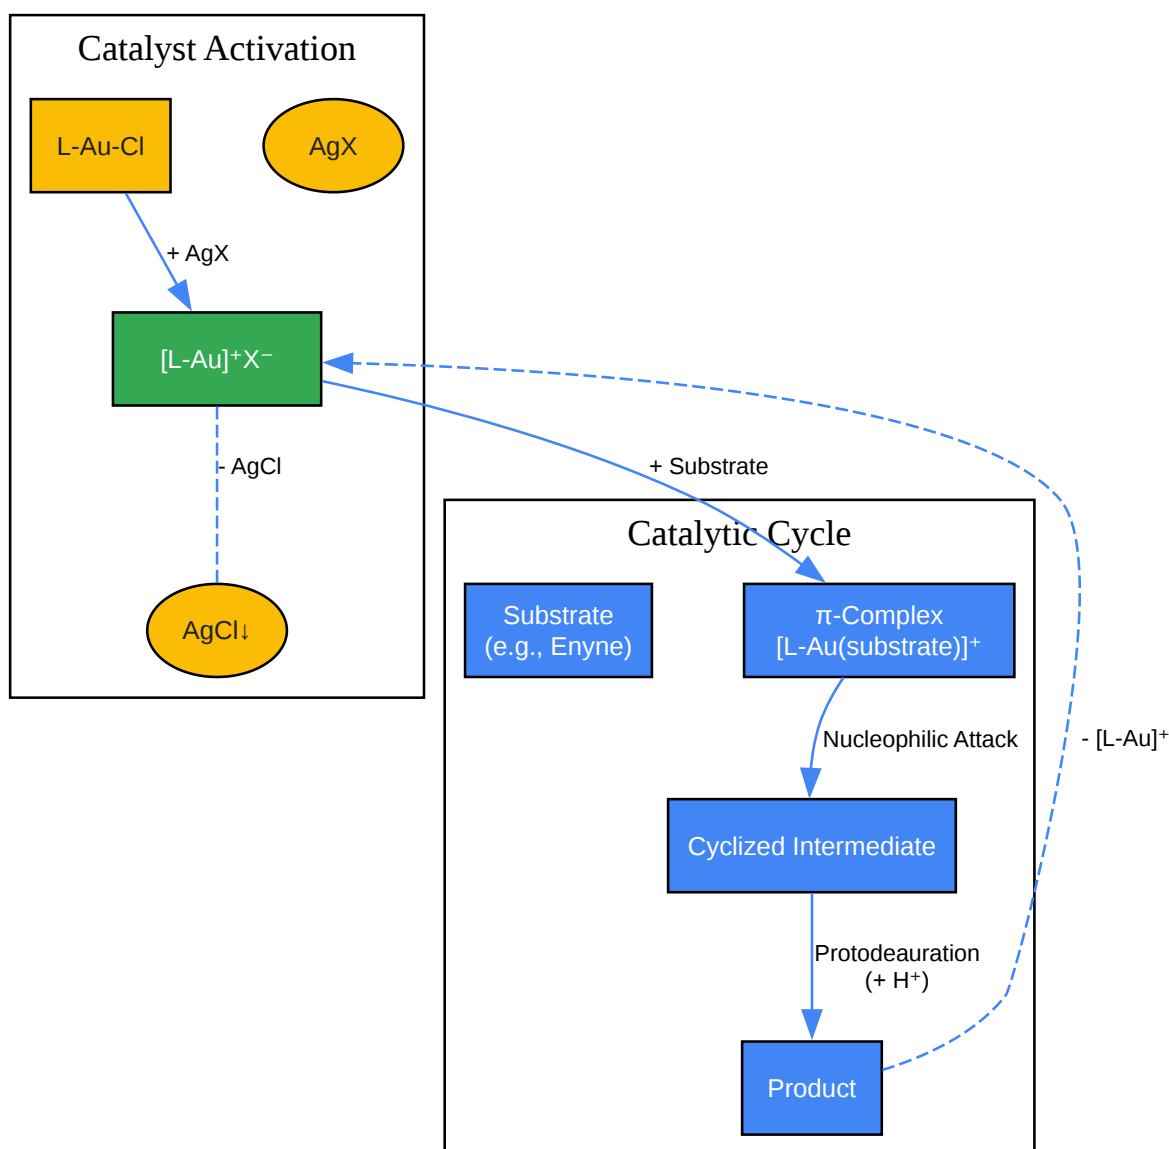 Catalyst Activation
L-Au-Cl
AgX
+ AgX
[L-Au]⁺X⁻
- AgCl
AgCl↓
+ Substrate
Catalytic Cycle
Substrate
(e.g., Enyne)
π-Complex
[L-Au(substrate)]⁺
Nucleophilic Attack
- [L-Au]⁺
Cyclized Intermediate
Protodeauration
(+ H⁺)
Product